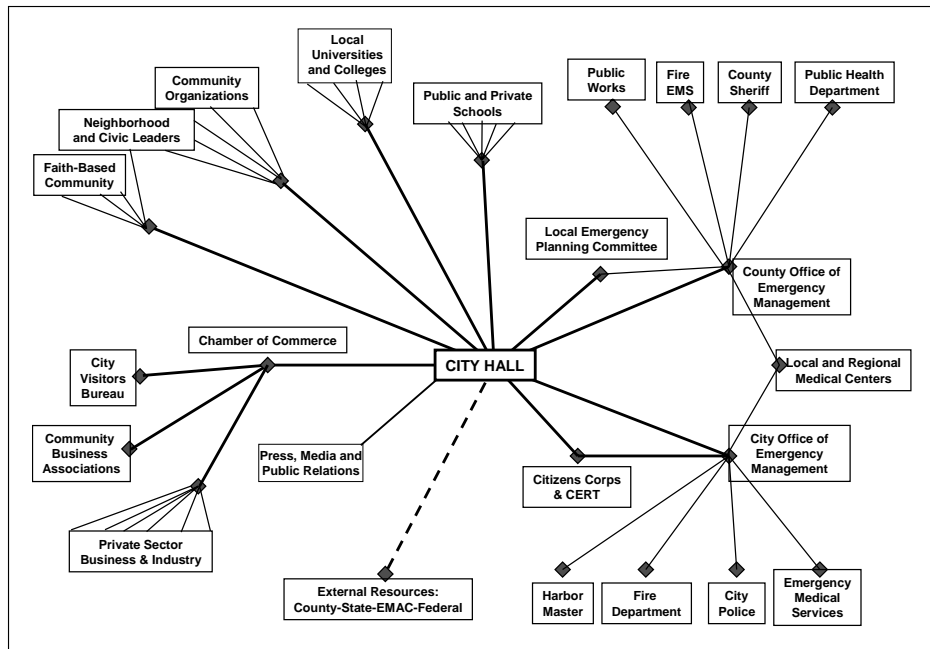 Local
Universities
and Colleges
Community
Organizations
Public and Private
Schools
Neighborhood
and Civic Leaders
Faith-Based
Community
Public
Works
Fire
EMS
County
Sheriff
Public Health
Department
Local Emergency
Planning Committee
County Office of
Emergency
Management
Chamber of Commerce
CITY HALL
City
Visitors
Bureau
Local and Regional
Medical Centers
Community
Business
Associations
Press, Media and
Public Relations
City Office of
Emergency
Management
Citizens Corps
& CERT
Private Sector
Business & Industry
External Resources:
County-State-EMAC-Federal
Harbor
Master
Fire
Department
City
Police
Emergency
Medical
Services